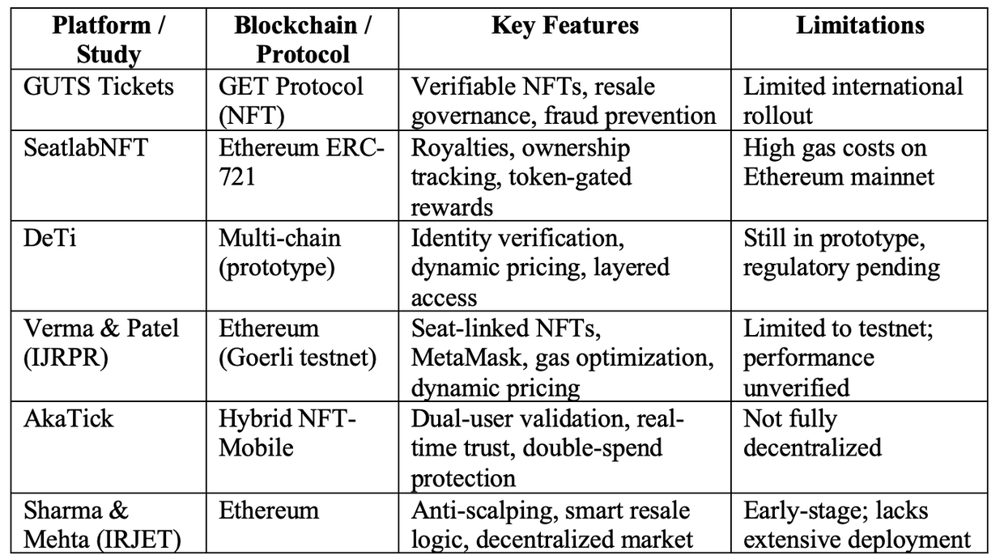 Platform / Study
Blockchain / Protocol
Key Features
Limitations
GUTS Tickets
GET Protocol
(NFT)
Verifiable NFTs, resale
governance, fraud prevention
Limited international
rollout
SeatlabNFT
Ethereum ERC-
721
Royalties, ownership
tracking, token-gated
rewards
High gas costs on
Ethereum mainnet
DeTi
Multi-chain
(prototype)
Identity verification,
dynamic pricing, layered
access
Still in prototype,
regulatory pending
Verma & Patel
(IJRPR)
Ethereum
(Goerli testnet)
Seat-linked NFTs,
MetaMask, gas optimization,
dynamic pricing
Limited to testnet;
performance
unverified
AkaTick
Hybrid NFT-
Mobile
Dual-user validation, real-
time trust, double-spend
protection
Not fully
decentralized
Sharma &
Mehta (IRJET)
Ethereum
Anti-scalping, smart resale
logic, decentralized market
Early-stage; lacks
extensive deployment